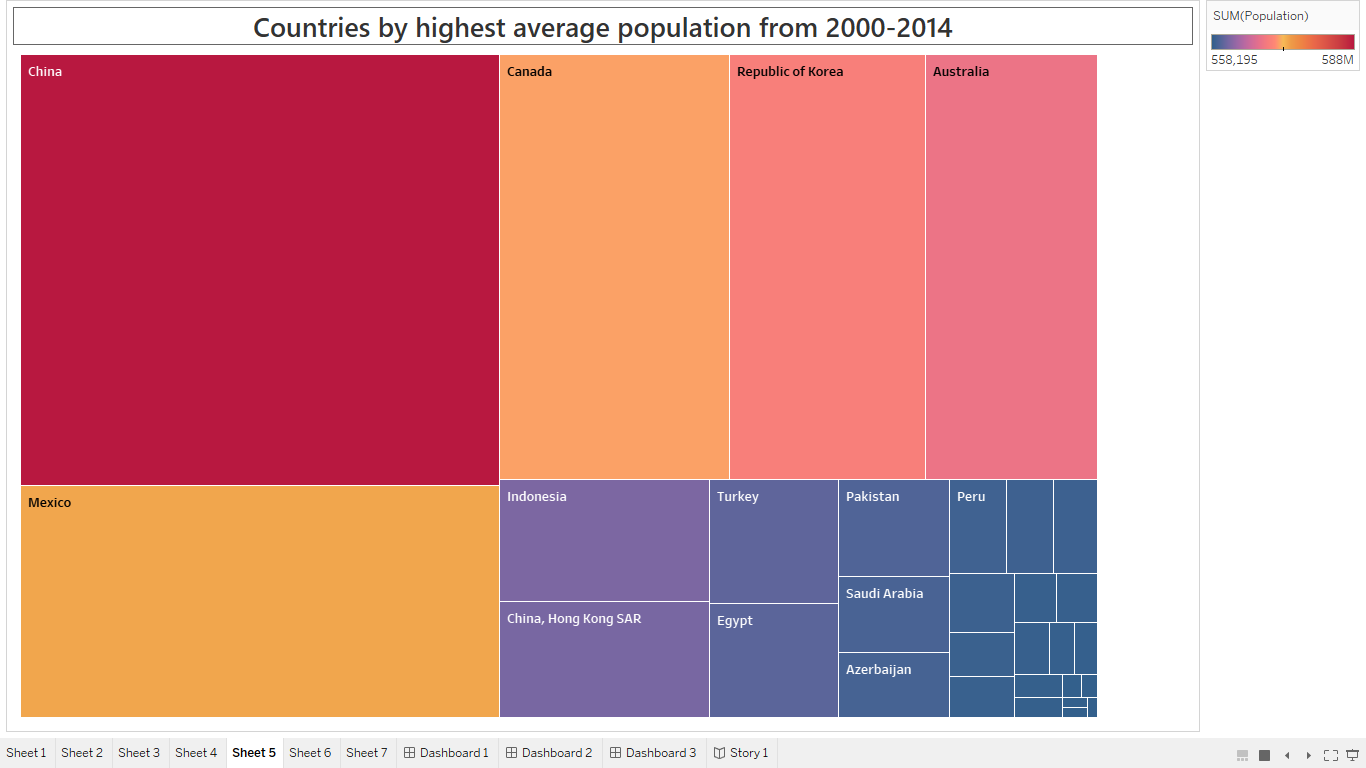 Countries by highest average population from 2000-2014
SUM(Population)
558,195 588M
China
Canada
Republic of Korea
Australia
Mexico
Indonesia
Turkey
Pakistan
Peru
Saudi Arabia
China, Hong Kong SAR
Egypt
Azerbaijan
Sheet 1 Sheet 2 Sheet 3 Sheet 4 Sheet 5 Sheet 6 Sheet 7 Dashboard 1 Dashboard 2 Dashboard 3 Story 1